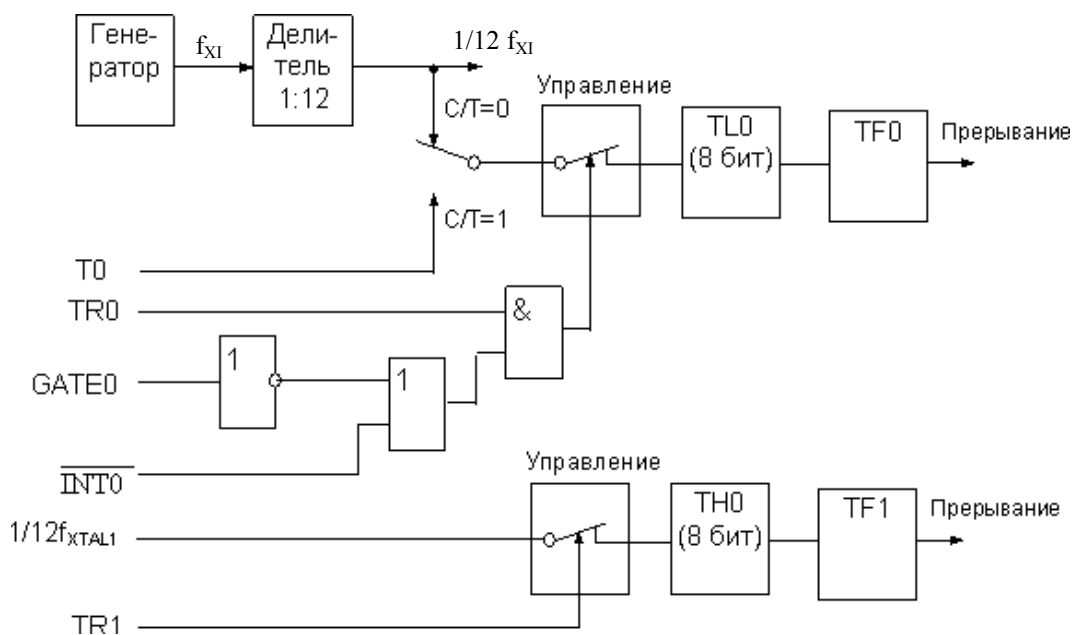 Гене-
ратор
f_XI
Дели-
тель
1:12
1/12 f_XI
C/T=0
Управление
TL0
(8 бит)
TF0
Прерывание
C/T=1
T0
TR0
&
GATE0
1
1
INT0
Управление
TH0
(8 бит)
TF1
Прерывание
1/12f_XTAL1
TR1